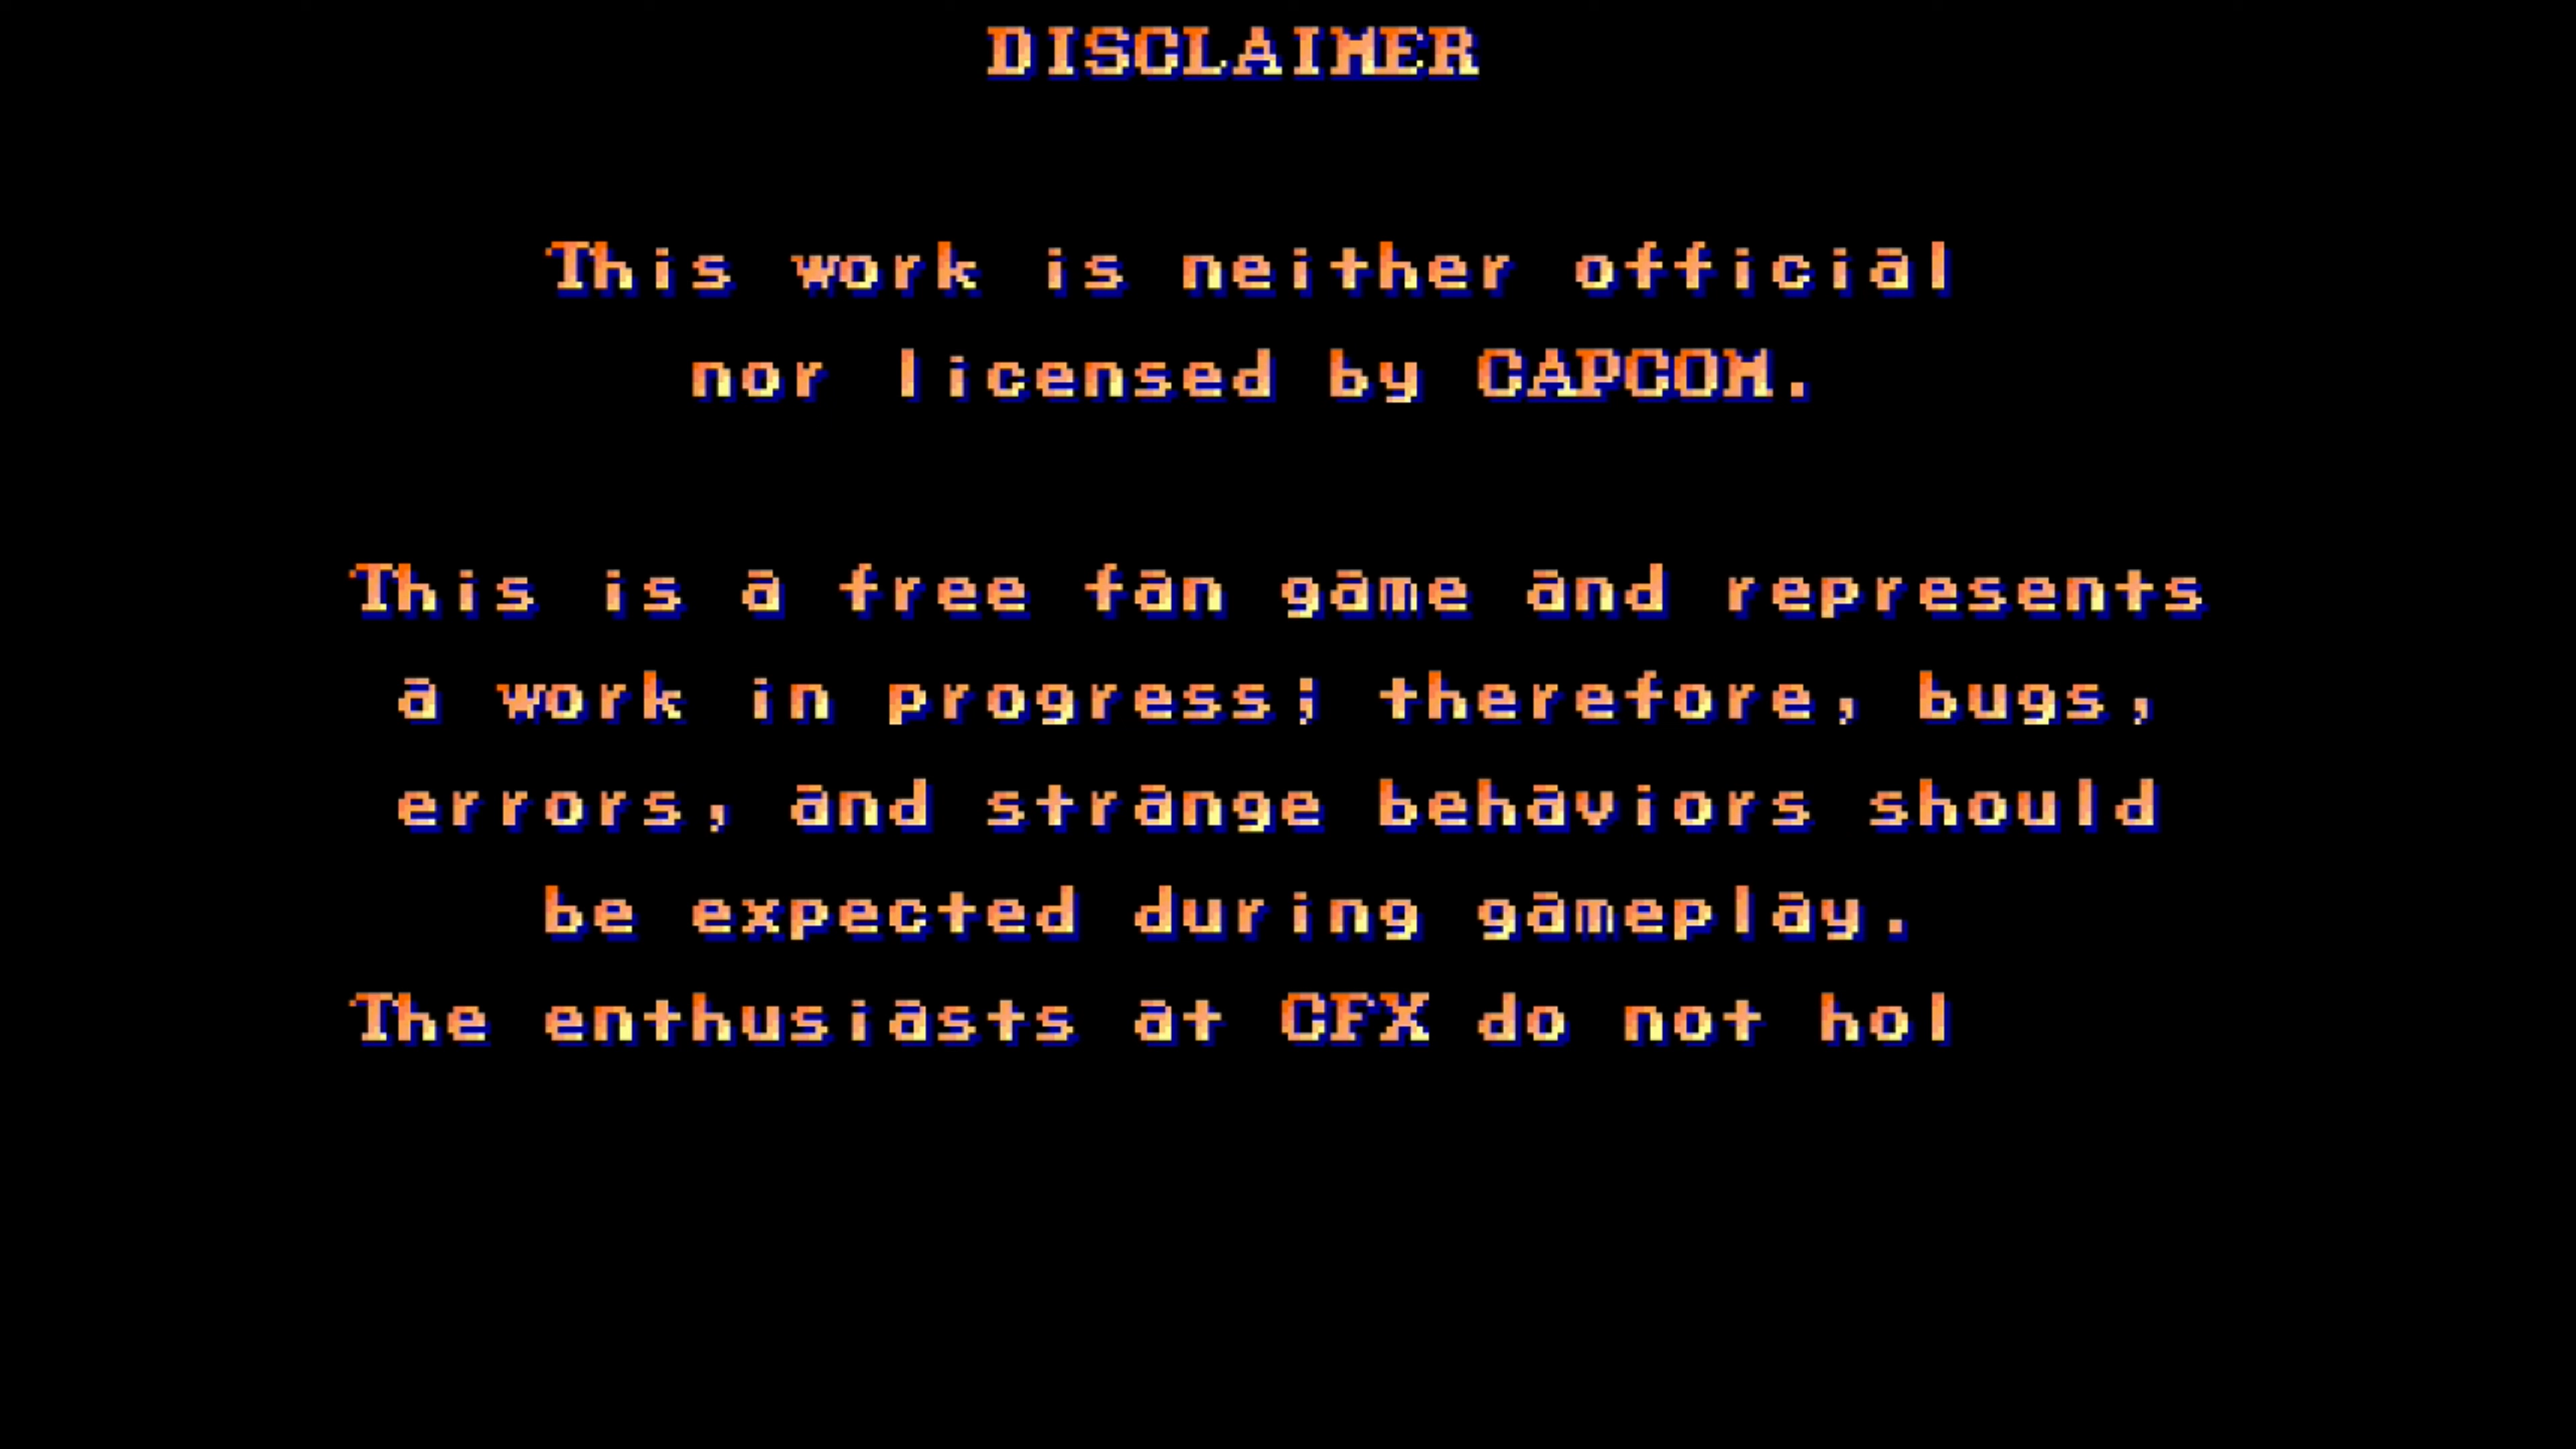 DISCLAIMER
This work is neither official
nor licensed by CAPCOM.
This is a free fan game and represents
a work in progress; therefore, bugs,
errors, and strange behaviors should
be expected during gameplay.
The enthusiasts at CFX do not hol